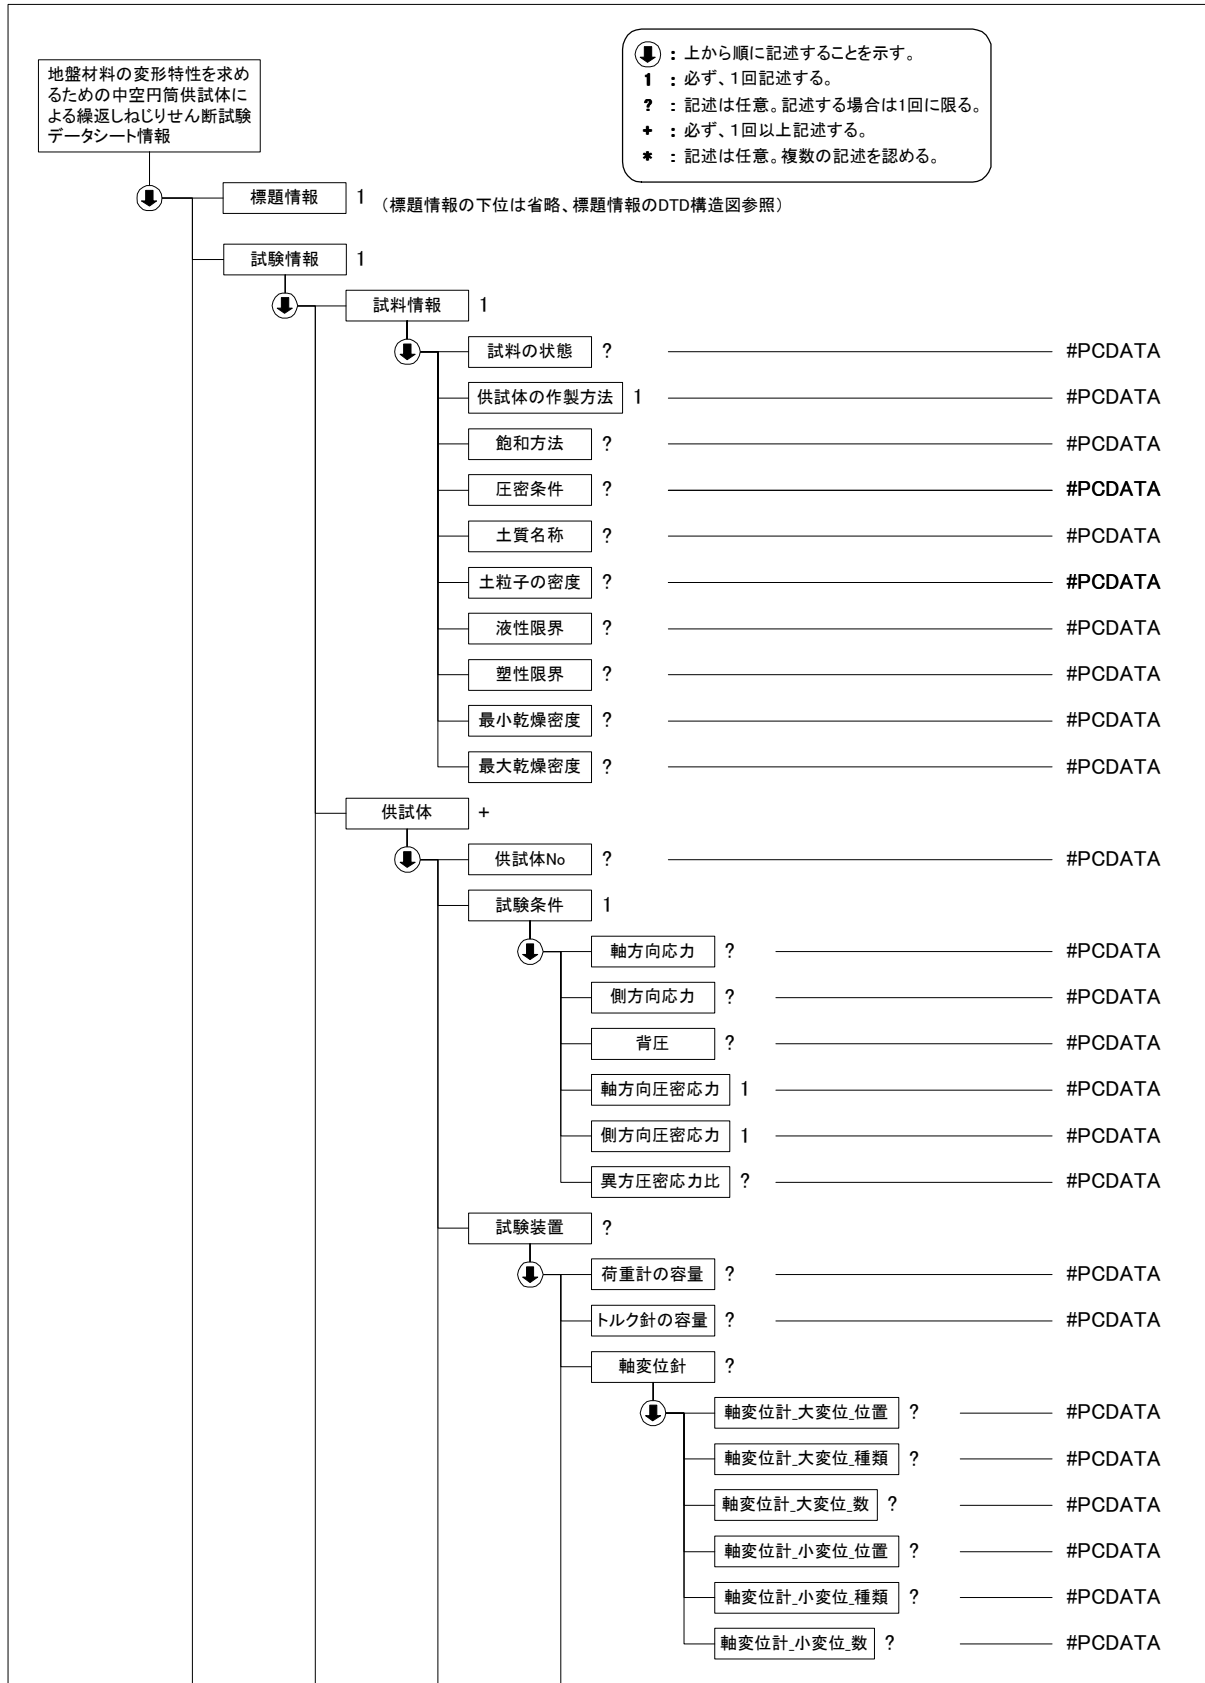 地盤材料の変形特性を求め
るための中空円筒供試体に
よる繰返しねじりせん断試験
データシート情報
：上から順に記述することを示す。
1：必ず、1回記述する。
?：記述は任意。記述する場合は1回に限る。
+：必ず、1回以上記述する。
*：記述は任意。複数の記述を認める。
標題情報 1 （標題情報の下位は省略、標題情報のDTD構造図参照）
試験情報 1
試料情報 1
試料の状態 ? #PCDATA
供試体の作製方法 1 #PCDATA
飽和方法 ? #PCDATA
圧密条件 ? #PCDATA
土質名称 ? #PCDATA
土粒子の密度 ? #PCDATA
液性限界 ? #PCDATA
塑性限界 ? #PCDATA
最小乾燥密度 ? #PCDATA
最大乾燥密度 ? #PCDATA
供試体 +
供試体No ? #PCDATA
試験条件 1
軸方向応力 ? #PCDATA
側方向応力 ? #PCDATA
背圧 ? #PCDATA
軸方向圧密応力 1 #PCDATA
側方向圧密応力 1 #PCDATA
異方圧密応力比 ? #PCDATA
試験装置 ?
荷重計の容量 ? #PCDATA
トルク針の容量 ? #PCDATA
軸変位針 ?
軸変位計_大変位_位置 ? #PCDATA
軸変位計_大変位_種類 ? #PCDATA
軸変位計_大変位_数 ? #PCDATA
軸変位計_小変位_位置 ? #PCDATA
軸変位計_小変位_種類 ? #PCDATA
軸変位計_小変位_数 ? #PCDATA